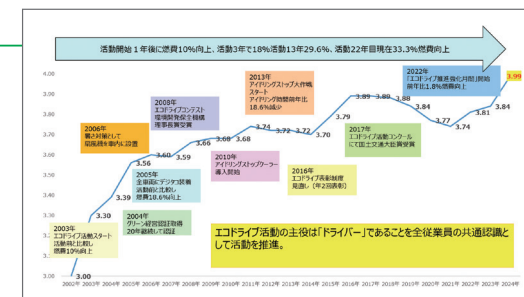 活動開始1年後に燃費10%向上、活動3年で18%活動13年29.6%、活動22年目現在33.3%燃費向上
4.00
3.90
3.80
3.70
3.60
3.50
3.40
3.30
3.20
3.10
3.00
2003年
エコドライブ活動スタート
活動前と比較し
燃費10%向上
2004年
グリーン経営認証取得
20年継続して認証
2005年
全車両にデジタコ装着
活動前と比較し
燃費18.6%向上
2006年
暑さ対策として
扇風機を車内に設置
2008年
エコドライブコンテスト
環境再生保全機構
理事長賞受賞
2010年
アイドリングストップクーラー
導入開始
2013年
アイドリングストップ大作戦
スタート
アイドリング時間前年比
18.6%減少
2016年
エコドライブ表彰制度
見直し（年2回表彰）
2017年
エコドライブ活動コンクール
にて国土交通大臣賞受賞
2022年
「エコドライブ推進強化月間」開始
前年比1.8%燃費向上
3.00
3.30
3.39
3.56
3.60
3.59
3.66
3.68
3.68
3.74
3.72
3.72
3.70
3.79
3.89
3.89
3.88
3.84
3.77
3.74
3.81
3.84
3.99
エコドライブ活動の主役は「ドライバー」であることを全従業員の共通認識と
して活動を推進。
2002年 2003年 2004年 2005年 2006年 2007年 2008年 2009年 2010年 2011年 2012年 2013年 2014年 2015年 2016年 2017年 2018年 2019年 2020年 2021年 2022年 2023年 2024年